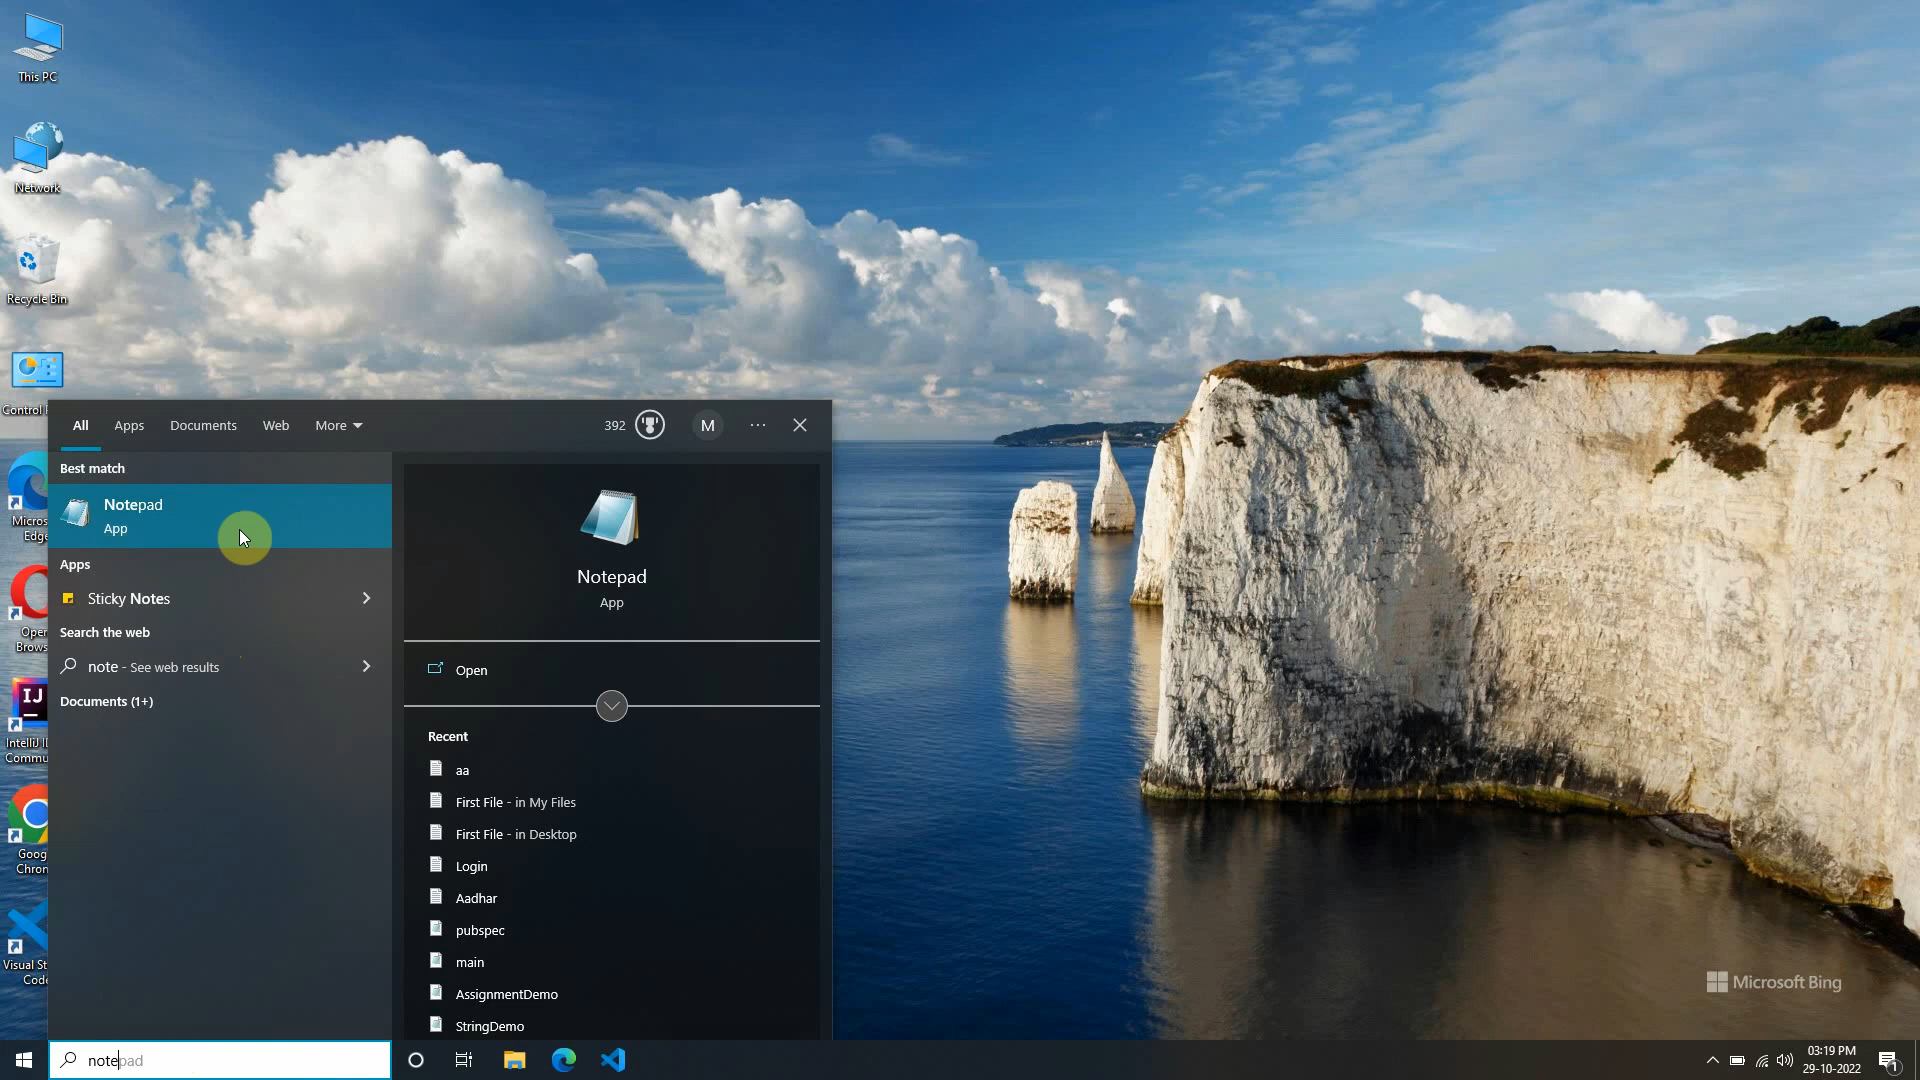 This PC
Network
Recycle Bin
Control
Micros
Edge
Oper
Brows
IJ
IntelliJ I
Commu
Goog
Chron
Visual St
Code
All
Apps
Documents
Web
More
392
M
Best match
Notepad
App
Apps
Sticky Notes
Search the web
note - See web results
Documents (1+)
Notepad
App
Open
Recent
aa
First File - in My Files
First File - in Desktop
Login
Aadhar
pubspec
main
AssignmentDemo
StringDemo
Microsoft Bing
notepad
03:19 PM
29-10-2022
1